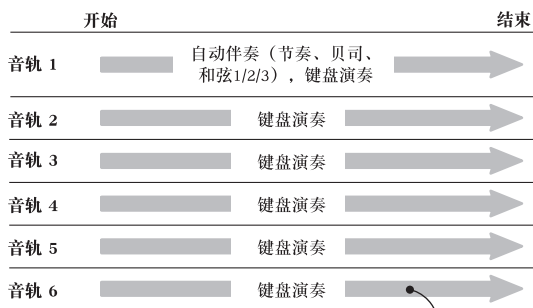 开始 结束
音轨 1 自动伴奏（节奏、贝司、
和弦1/2/3），键盘演奏
音轨 2 键盘演奏
音轨 3 键盘演奏
音轨 4 键盘演奏
音轨 5 键盘演奏
音轨 6 键盘演奏